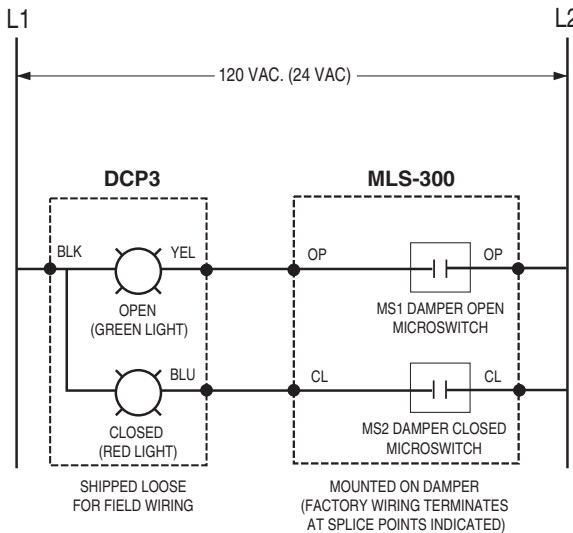 L1
L2
120 VAC. (24 VAC)
DCP3
MLS-300
BLK
YEL
OP
OP
OPEN
(GREEN LIGHT)
MS1 DAMPER OPEN
MICROSWITCH
BLU
CL
CL
CLOSED
(RED LIGHT)
MS2 DAMPER CLOSED
MICROSWITCH
SHIPPED LOOSE
FOR FIELD WIRING
MOUNTED ON DAMPER
(FACTORY WIRING TERMINATES
AT SPLICE POINTS INDICATED)